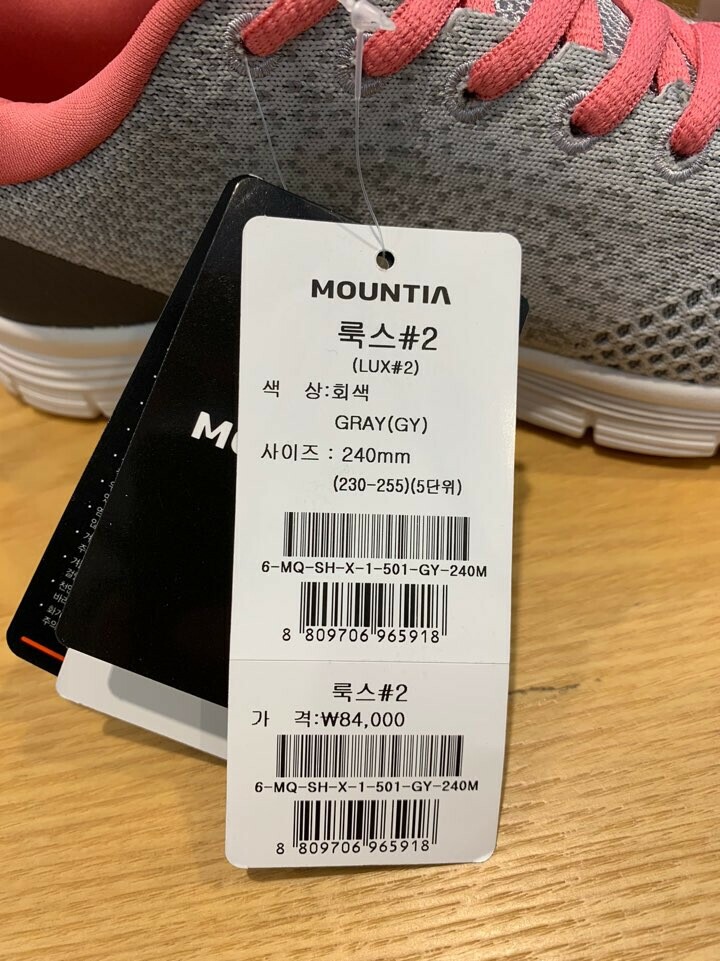 MOUNTIA
룩스#2
(LUX#2)
색 상:회색
GRAY(GY)
사이즈 : 240mm
(230-255)(5단위)
6-MQ-SH-X-1-501-GY-240M
8 809706 965918
룩스#2
가 격:₩84,000
6-MQ-SH-X-1-501-GY-240M
8 809706 965918